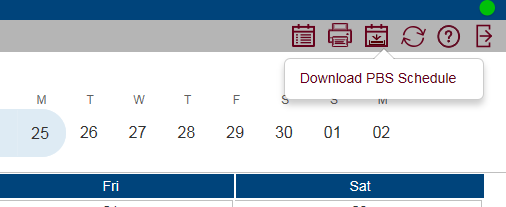 Download PBS Schedule
M T W T F S S M
25 26 27 28 29 30 01 02
Fri Sat